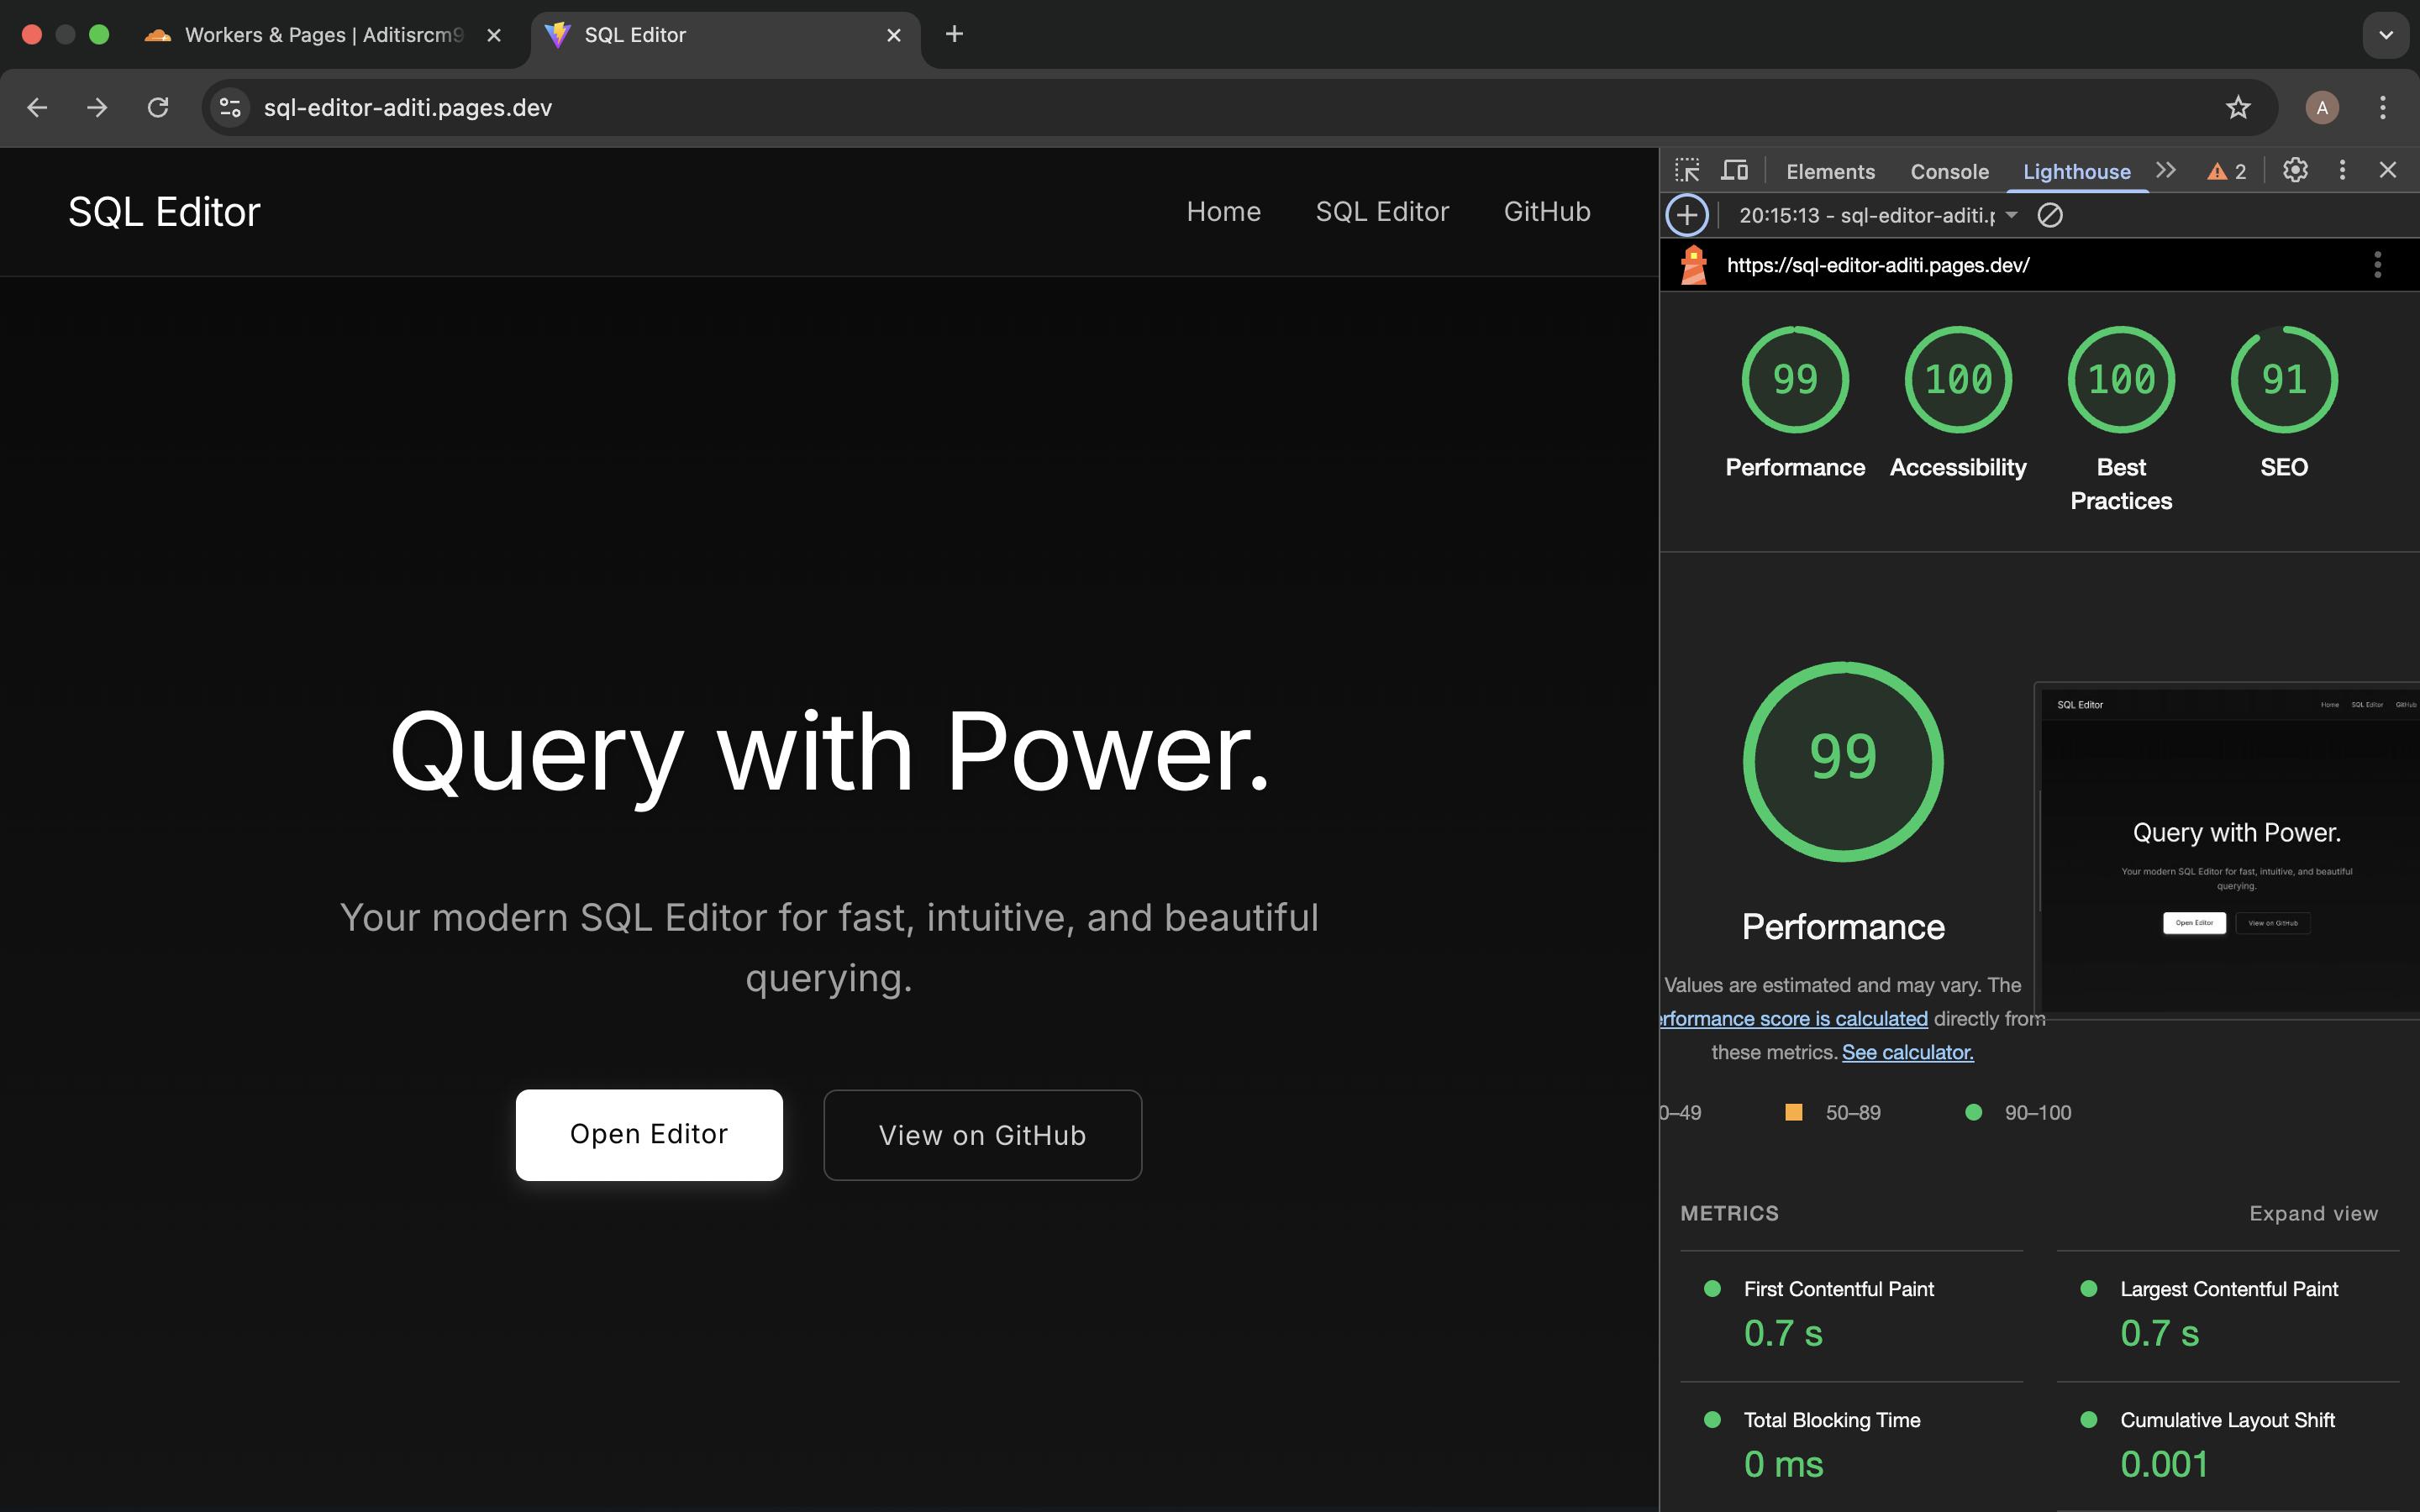 Workers & Pages | Aditisrcm9
SQL Editor
sql-editor-aditi.pages.dev
A
SQL Editor
Home
SQL Editor
GitHub
Query with Power.
Your modern SQL Editor for fast, intuitive, and beautiful
querying.
Open Editor
View on GitHub
Elements
Console
Lighthouse
2
20:15:13 - sql-editor-aditi.p
https://sql-editor-aditi.pages.dev/
99
100
100
91
Performance
Accessibility
Best
Practices
SEO
99
Performance
Values are estimated and may vary. The
erformance score is calculated directly from
these metrics. See calculator.
0–49
50–89
90–100
SQL Editor
Home
SQL Editor
GitHub
Query with Power.
Your modern SQL Editor for fast, intuitive, and beautiful
querying.
Open Editor
View on GitHub
METRICS
Expand view
First Contentful Paint
0.7 s
Largest Contentful Paint
0.7 s
Total Blocking Time
0 ms
Cumulative Layout Shift
0.001